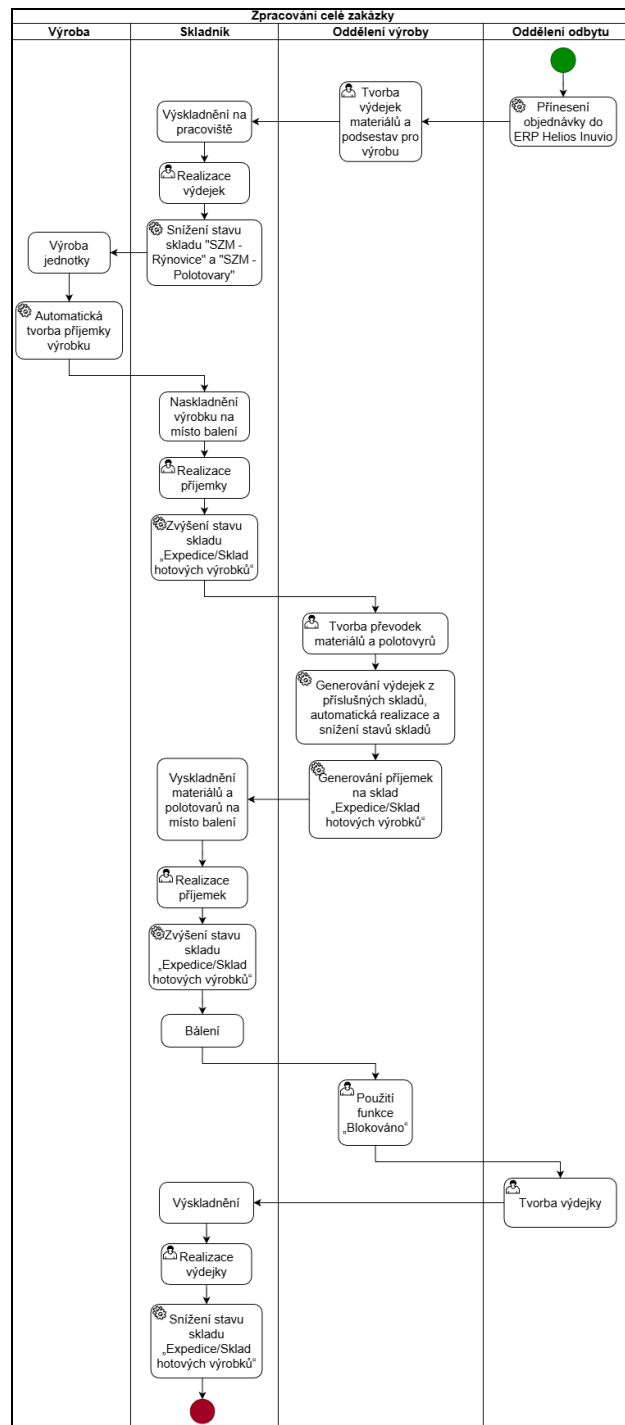 Zpracování celé zakázky
Výroba
Skladník
Oddělení výroby
Oddělení odbytu
Přínesení
objednávky do
ERP Helios Inuvio
Tvorba
výdejek
materiálů a
podsestav pro
výrobu
Výskladnění na
pracoviště
Realizace
výdejek
Snížení stavu
skladu "SZM -
Rýnovice" a "SZM -
Polotovary"
Výroba
jednotky
Automatická
tvorba příjemky
výrobku
Naskladnění
výrobku na
místo balení
Realizace
příjemky
Zvýšení stavu
skladu
„Expedice/Sklad
hotových výrobků“
Tvorba převodek
materiálů a polotovyrů
Generování výdejek z
příslušných skladů,
automatická realizace a
snížení stavů skladů
Generování příjemek
na sklad
„Expedice/Sklad
hotových výrobků“
Vyskladnění
materiálů a
polotovarů na
místo balení
Realizace
příjemek
Zvýšení stavu
skladu
„Expedice/Sklad
hotových výrobků“
Bálení
Použití
funkce
„Blokováno“
Tvorba výdejky
Výskladnění
Realizace
výdejky
Snížení stavu
skladu
„Expedice/Sklad
hotových výrobků“